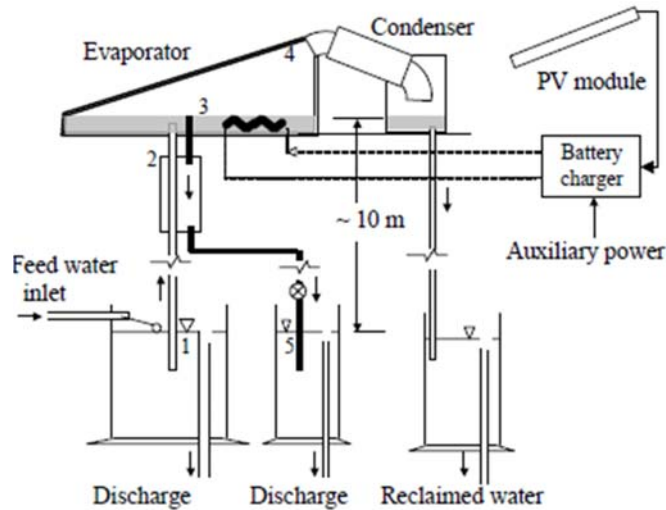 Condenser
Evaporator
4
PV module
3
2
Battery
charger
~ 10 m
Auxiliary power
Feed water
inlet
1
5
Discharge
Discharge
Reclaimed water